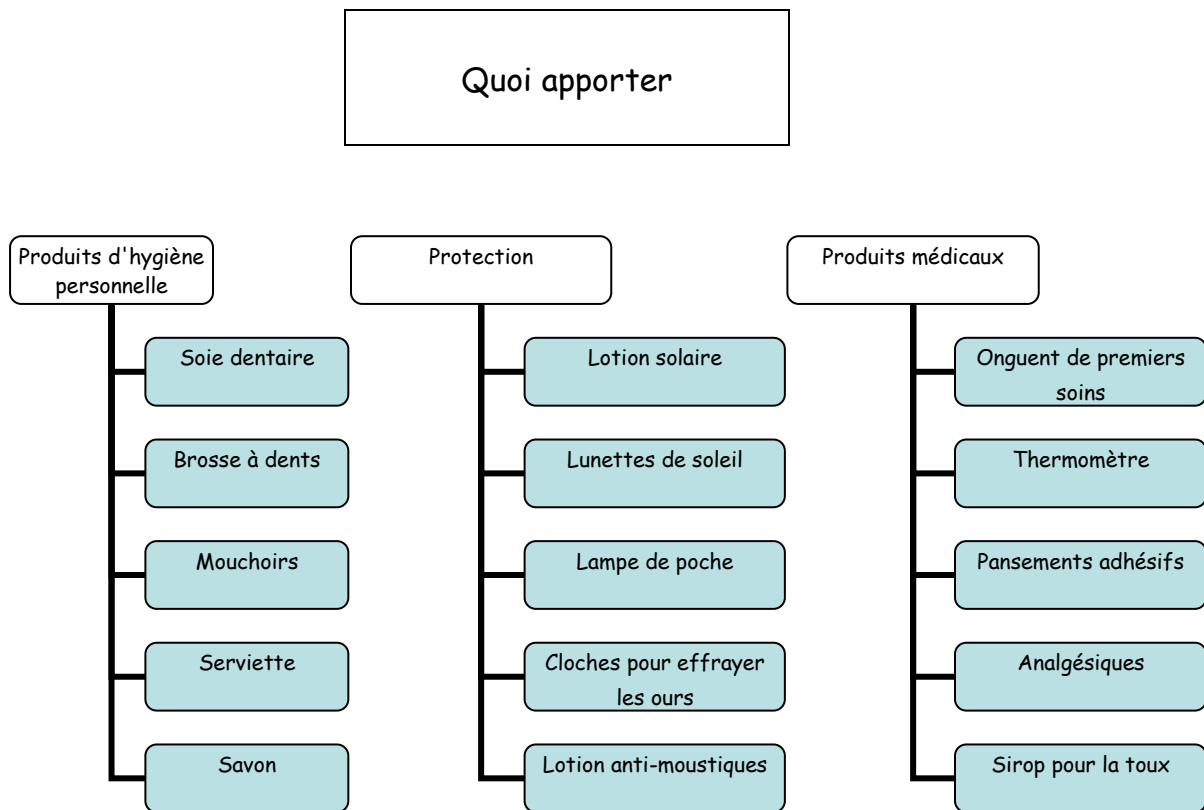 Quoi apporter
Produits d'hygiène
personnelle
Soie dentaire
Brosse à dents
Mouchoirs
Serviette
Savon
Protection
Lotion solaire
Lunettes de soleil
Lampe de poche
Cloches pour effrayer
les ours
Lotion anti-moustiques
Produits médicaux
Onguent de premiers
soins
Thermomètre
Pansements adhésifs
Analgésiques
Sirop pour la toux